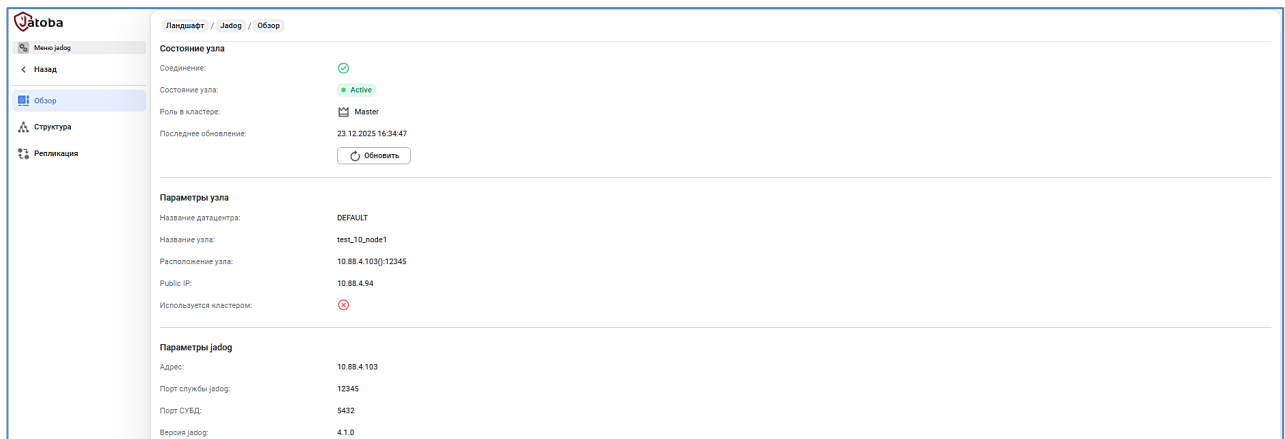 Jatoba
Ландшафт / Jadog / Обзор
Меню jadog
Назад
Обзор
Структура
Репликация
Состояние узла
Соединение:
Состояние узла: Active
Роль в кластере: Master
Последнее обновление: 23.12.2025 16:34:47
Обновить
Параметры узла
Название датацентра: DEFAULT
Название узла: test_10_node1
Расположение узла: 10.88.4.103():12345
Public IP: 10.88.4.94
Используется кластером:
Параметры jadog
Адрес: 10.88.4.103
Порт службы jadog: 12345
Порт СУБД: 5432
Версия jadog: 4.1.0